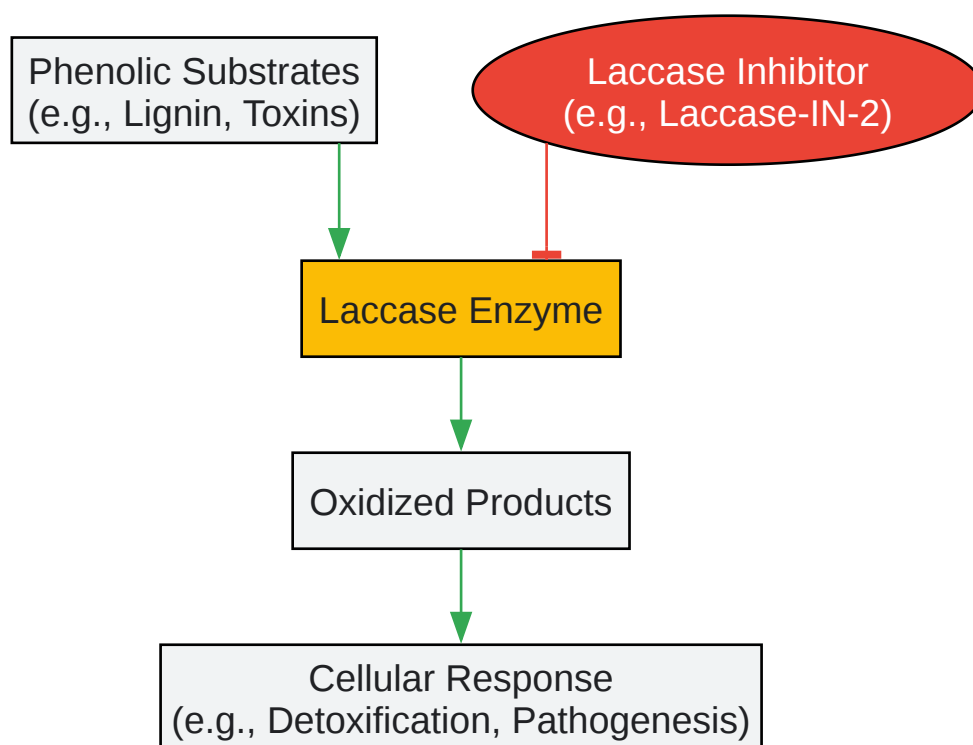 Phenolic Substrates
(e.g., Lignin, Toxins)
Laccase Inhibitor
(e.g., Laccase-IN-2)
Laccase Enzyme
Oxidized Products
Cellular Response
(e.g., Detoxification, Pathogenesis)